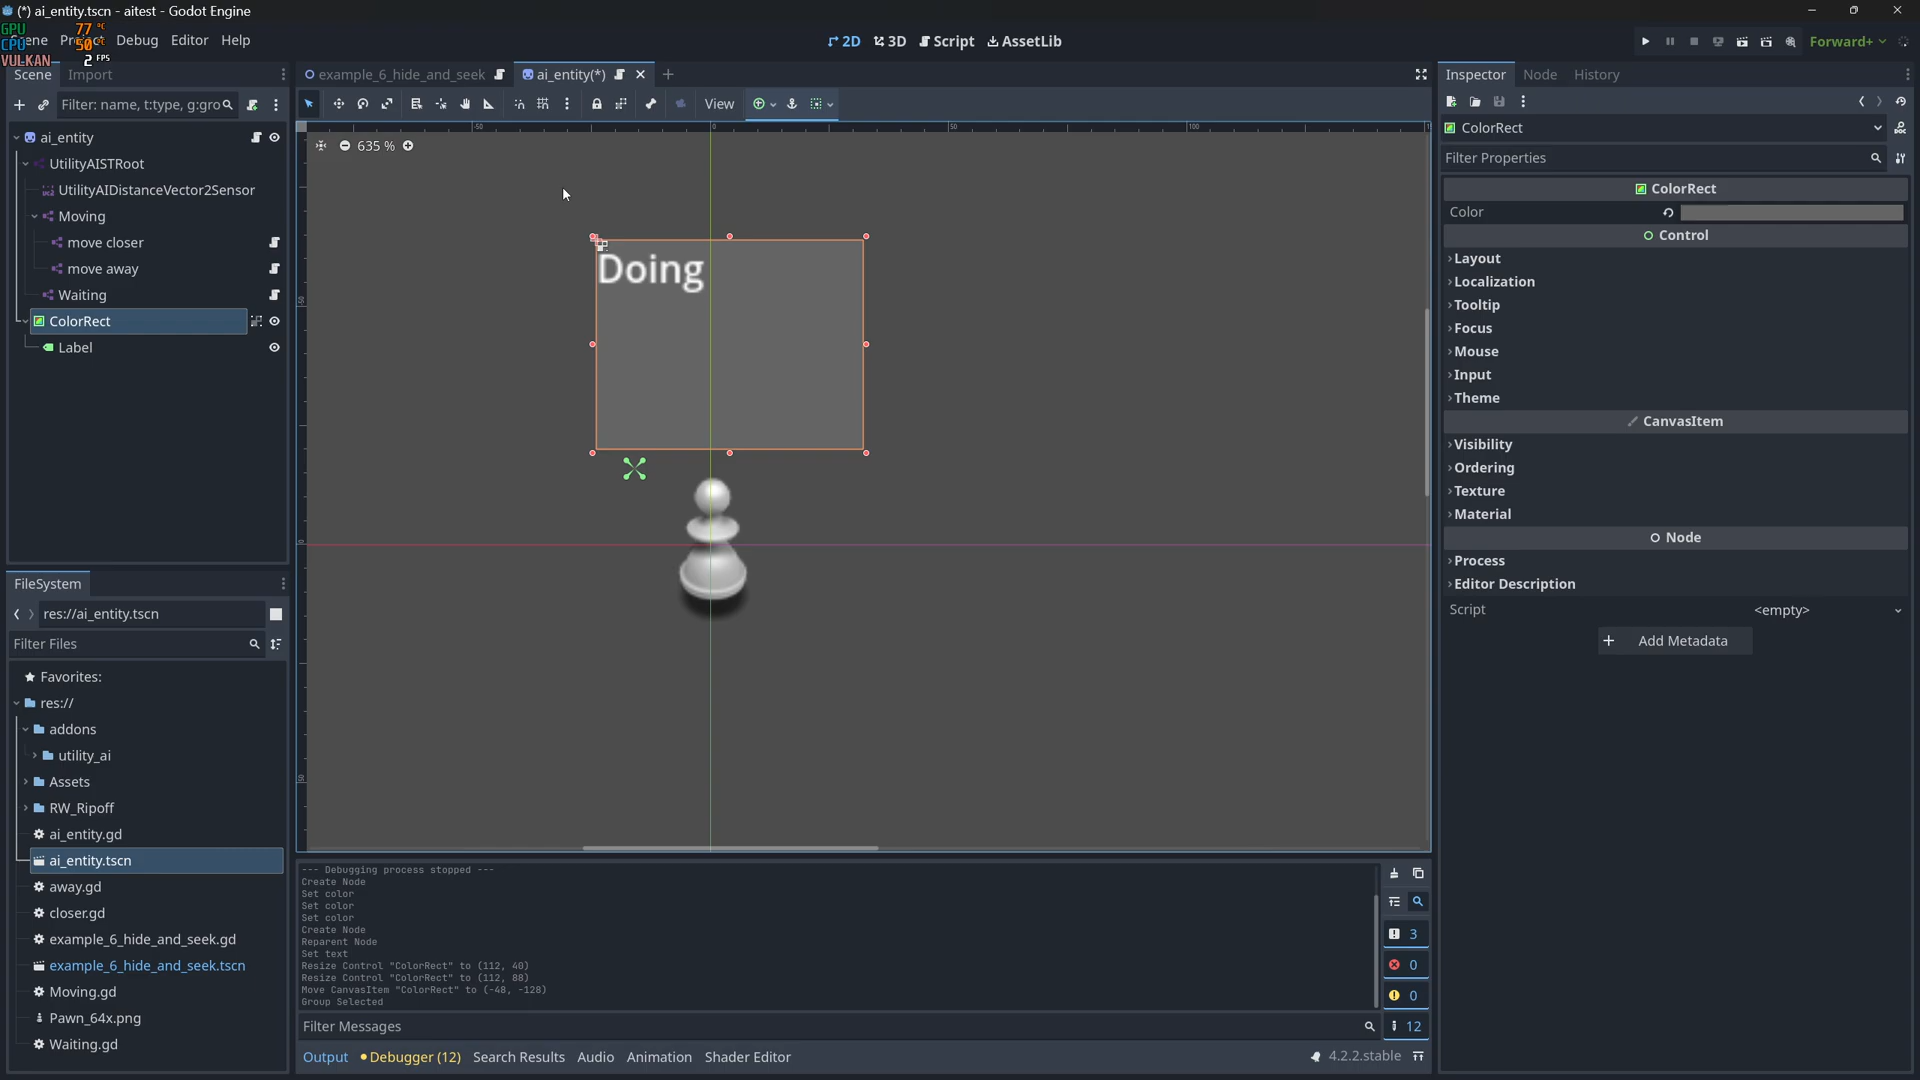 (*) ai_entity.tscn - aitest - Godot Engine
GPU 77 °C
CPU 50 °C
VULKAN 2 FPS
Debug Editor Help
2D 3D Script AssetLib
Forward+
Scene Import
example_6_hide_and_seek ai_entity(*)
Inspector Node History
Filter: name, t:type, g:gro
View
ColorRect
Filter Properties
ai_entity
UtilityAISTRoot
UtilityAIDistanceVector2Sensor
Moving
move closer
move away
Waiting
ColorRect
Label
-50 0 50 100
635 %
Doing
ColorRect
Color
Control
Layout
Localization
Tooltip
Focus
Mouse
Input
Theme
CanvasItem
Visibility
Ordering
Texture
Material
Node
Process
Editor Description
Script <empty>
Add Metadata
FileSystem
res://ai_entity.tscn
Filter Files
Favorites:
res://
addons
utility_ai
Assets
RW_Ripoff
ai_entity.gd
ai_entity.tscn
away.gd
closer.gd
example_6_hide_and_seek.gd
example_6_hide_and_seek.tscn
Moving.gd
Pawn_64x.png
Waiting.gd
--- Debugging process stopped ---
Create Node
Set color
Set color
Set color
Create Node
Reparent Node
Set text
Resize Control "ColorRect" to (112, 40)
Resize Control "ColorRect" to (112, 88)
Move CanvasItem "ColorRect" to (-48, -128)
Group Selected
3
0
0
12
Filter Messages
Output Debugger (12) Search Results Audio Animation Shader Editor
4.2.2.stable